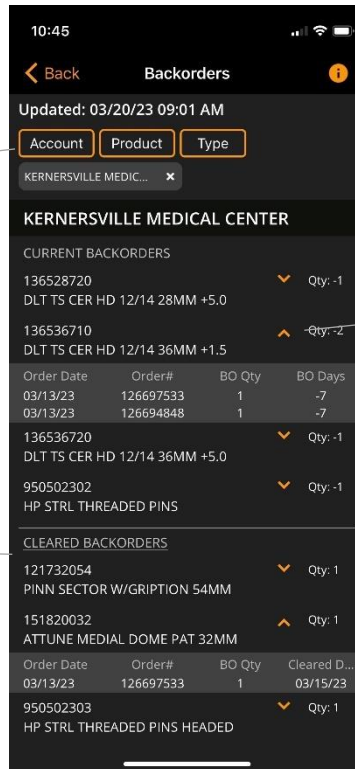 10:45
Back Backorders i
Updated: 03/20/23 09:01 AM
Account Product Type
KERNERSVILLE MEDIC... ×
KERNERSVILLE MEDICAL CENTER
CURRENT BACKORDERS
136528720 Qty: -1
DLT TS CER HD 12/14 28MM +5.0
136536710 Qty: -2
DLT TS CER HD 12/14 36MM +1.5
Order Date Order# BO Qty BO Days
03/13/23 126697533 1 -7
03/13/23 126694848 1 -7
136536720 Qty: -1
DLT TS CER HD 12/14 36MM +5.0
950502302 Qty: -1
HP STRL THREADED PINS
CLEARED BACKORDERS
121732054 Qty: 1
PINN SECTOR W/GRIPTION 54MM
151820032 Qty: 1
ATTUNE MEDIAL DOME PAT 32MM
Order Date Order# BO Qty Cleared D...
03/13/23 126697533 1 03/15/23
950502303 Qty: 1
HP STRL THREADED PINS HEADED